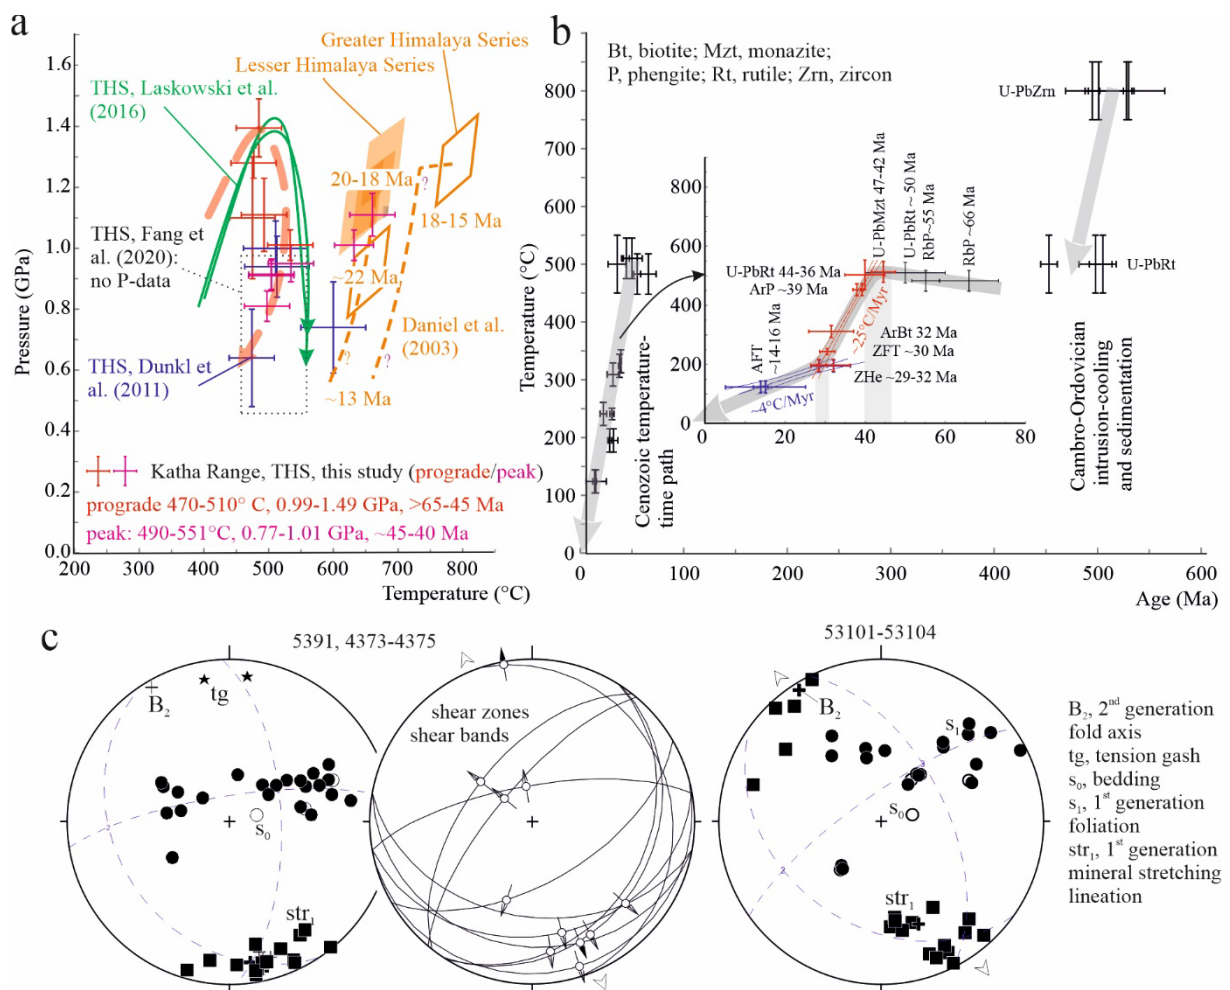 a
Greater Himalaya Series
Lesser Himalaya Series
THS, Laskowski et al.
(2016)
20-18 Ma
18-15 Ma
?
THS, Fang et
al. (2020):
no P-data
~22 Ma
Daniel et al.
(2003)
THS, Dunkl et
al. (2011)
?
?
~13 Ma
Katha Range, THS, this study (prograde/peak)
prograde 470-510° C, 0.99-1.49 GPa, >65-45 Ma
peak: 490-551°C, 0.77-1.01 GPa, ~45-40 Ma
Pressure (GPa)
1.6
1.4
1.2
1.0
0.8
0.6
0.4
0.2
0.0
200
300
400
500
600
700
800
Temperature (°C)
b
Bt, biotite; Mzt, monazite;
P, phengite; Rt, rutile; Zrn, zircon
U-PbZrn
U-PbRt
Cambro-Ordovician
intrusion-cooling
and sedimentation
Cenozoic temperature-
time path
U-PbMzt 47-42 Ma
U-PbRt ~ 50 Ma
RbP~55 Ma
RbP ~66 Ma
U-PbRt 44-36 Ma
ArP ~39 Ma
~25°C/Myr
ArBt 32 Ma
ZFT ~30 Ma
ZHe ~29-32 Ma
AFT
~14-16 Ma
~4°C/Myr
800
600
400
200
0
0
20
40
60
80
Temperature (°C)
800
700
600
500
400
300
200
100
0
0
100
200
300
400
500
600
Age (Ma)
c
5391, 4373-4375
53101-53104
B₂
tg
s₀
str₁
shear zones
shear bands
B₂
s₁
s₀
2
str₁
B₂, 2nd generation
fold axis
tg, tension gash
s₀, bedding
s₁, 1st generation
foliation
str₁, 1st generation
mineral stretching
lineation